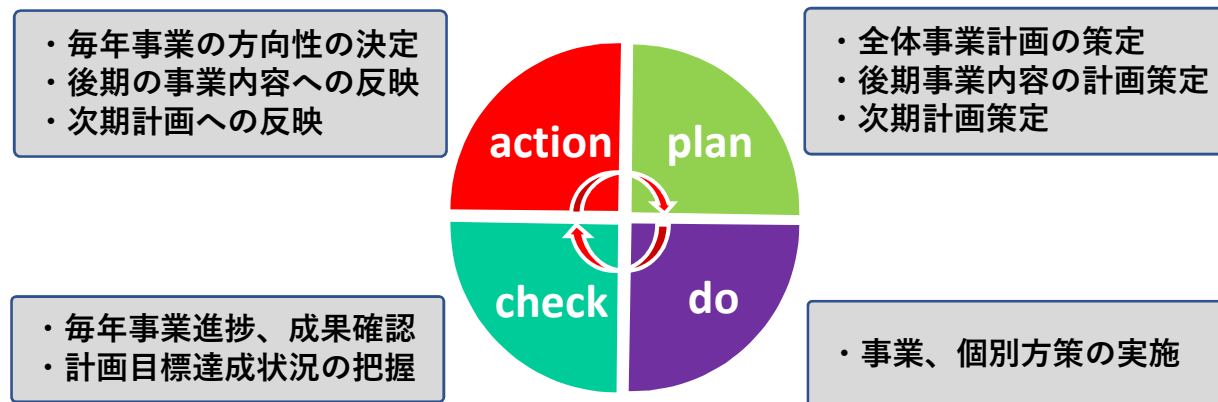 ・毎年事業の方向性の決定
・後期の事業内容への反映
・次期計画への反映
・全体事業計画の策定
・後期事業内容の計画策定
・次期計画策定
action
plan
check
do
・毎年事業進捗、成果確認
・計画目標達成状況の把握
・事業、個別方策の実施